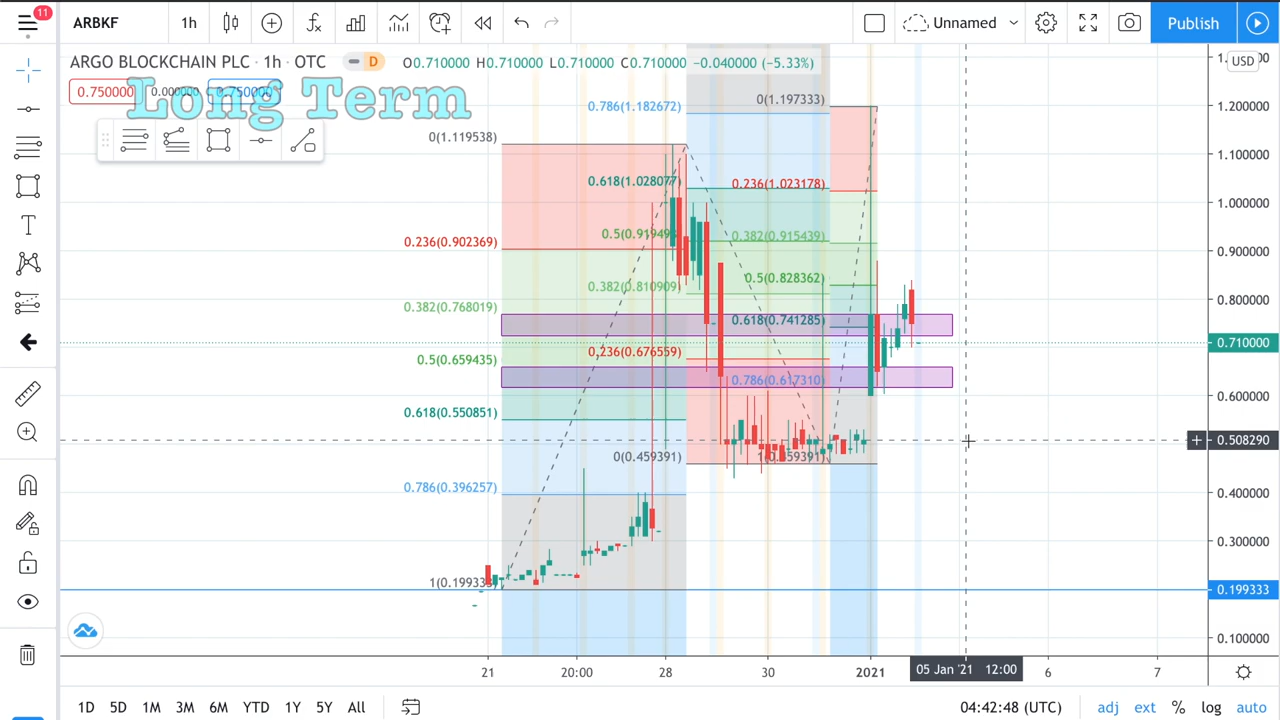 11
ARBKF
1h
Unnamed
Publish
ARGO BLOCKCHAIN PLC · 1h · OTC
D
O0.710000 H0.710000 L0.710000 C0.710000 −0.040000 (−5.33%)
USD
0.750000 0.000000 0.750000
Long Term
0.786(1.182672)
0(1.197333)
1.200000
0(1.119538)
1.100000
0.618(1.028077)
0.236(1.023178)
1.000000
0.236(0.902369)
0.5(0.919495)
0.382(0.915439)
0.900000
0.382(0.810909)
0.5(0.828362)
0.800000
0.382(0.768019)
0.618(0.741285)
0.710000
0.5(0.659435)
0.236(0.676559)
0.786(0.617310)
0.600000
0.618(0.550851)
0.508290
0(0.459391)
1(0.459391)
0.786(0.396257)
0.400000
0.300000
1(0.199333)
0.199333
0.100000
21 20:00 28 30 2021 05 Jan '21 12:00 6 7
1D 5D 1M 3M 6M YTD 1Y 5Y All
04:42:48 (UTC)
adj ext % log auto